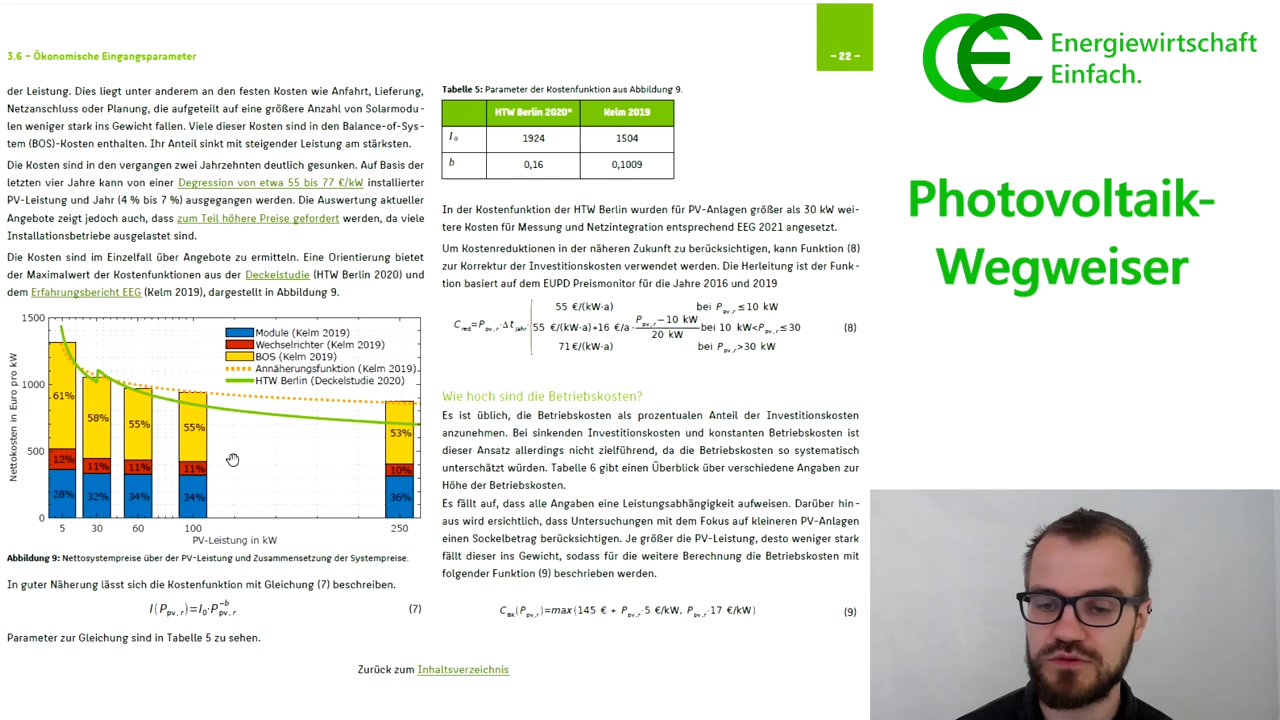 3.6 – Ökonomische Eingangsparameter
– 22 –
der Leistung. Dies liegt unter anderem an den festen Kosten wie Anfahrt, Lieferung,
Netzanschluss oder Planung, die aufgeteilt auf eine größere Anzahl von Solarmodu-
len weniger stark ins Gewicht fallen. Viele dieser Kosten sind in den Balance-of-Sys-
tem (BOS)-Kosten enthalten. Ihr Anteil sinkt mit steigender Leistung am stärksten.
Die Kosten sind in den vergangen zwei Jahrzehnten deutlich gesunken. Auf Basis der
letzten vier Jahre kann von einer Degression von etwa 55 bis 77 €/kW installierter
PV-Leistung und Jahr (4 % bis 7 %) ausgegangen werden. Die Auswertung aktueller
Angebote zeigt jedoch auch, dass zum Teil höhere Preise gefordert werden, da viele
Installationsbetriebe ausgelastet sind.
Die Kosten sind im Einzelfall über Angebote zu ermitteln. Eine Orientierung bietet
der Maximalwert der Kostenfunktionen aus der Deckelstudie (HTW Berlin 2020) und
dem Erfahrungsbericht EEG (Kelm 2019), dargestellt in Abbildung 9.
Nettokosten in Euro pro kW
1500
1000
500
0
Module (Kelm 2019)
Wechselrichter (Kelm 2019)
BOS (Kelm 2019)
Annäherungsfunktion (Kelm 2019)
HTW Berlin (Deckelstudie 2020)
61% 58% 55% 55% 53%
12% 11% 11% 11% 10%
28% 32% 34% 34% 36%
5 30 60 100 250
PV-Leistung in kW
Abbildung 9: Nettosystempreise über der PV-Leistung und Zusammensetzung der Systempreise.
In guter Näherung lässt sich die Kostenfunktion mit Gleichung (7) beschreiben.
I(P_pv,r)=I_0·P_pv,r^−b (7)
Parameter zur Gleichung sind in Tabelle 5 zu sehen.
Tabelle 5: Parameter der Kostenfunktion aus Abbildung 9.
HTW Berlin 2020* Kelm 2019
I_0 1924 1504
b 0,16 0,1009
In der Kostenfunktion der HTW Berlin wurden für PV-Anlagen größer als 30 kW wei-
tere Kosten für Messung und Netzintegration entsprechend EEG 2021 angesetzt.
Um Kostenreduktionen in der näheren Zukunft zu berücksichtigen, kann Funktion (8)
zur Korrektur der Investitionskosten verwendet werden. Die Herleitung ist der Funk-
tion basiert auf dem EUPD Preismonitor für die Jahre 2016 und 2019
55 €/(kW·a) bei P_pv,r≤10 kW
C_red=P_pv,r·Δt_Jahr·{ 55 €/(kW·a)+16 €/a·(P_pv,r−10 kW)/(20 kW) bei 10 kW<P_pv,r≤30 (8)
71€/(kW·a) bei P_pv,r>30 kW
Wie hoch sind die Betriebskosten?
Es ist üblich, die Betriebskosten als prozentualen Anteil der Investitionskosten
anzunehmen. Bei sinkenden Investitionskosten und konstanten Betriebskosten ist
dieser Ansatz allerdings nicht zielführend, da die Betriebskosten so systematisch
unterschätzt würden. Tabelle 6 gibt einen Überblick über verschiedene Angaben zur
Höhe der Betriebskosten.
Es fällt auf, dass alle Angaben eine Leistungsabhängigkeit aufweisen. Darüber hin-
aus wird ersichtlich, dass Untersuchungen mit dem Fokus auf kleineren PV-Anlagen
einen Sockelbetrag berücksichtigen. Je größer die PV-Leistung, desto weniger stark
fällt dieser ins Gewicht, sodass für die weitere Berechnung die Betriebskosten mit
folgender Funktion (9) beschrieben werden.
C_BK(P_pv,r)=max(145 € + P_pv,r·5 €/kW, P_pv,r·17 €/kW) (9)
Zurück zum Inhaltsverzeichnis
Energiewirtschaft
Einfach.
Photovoltaik-
Wegweiser